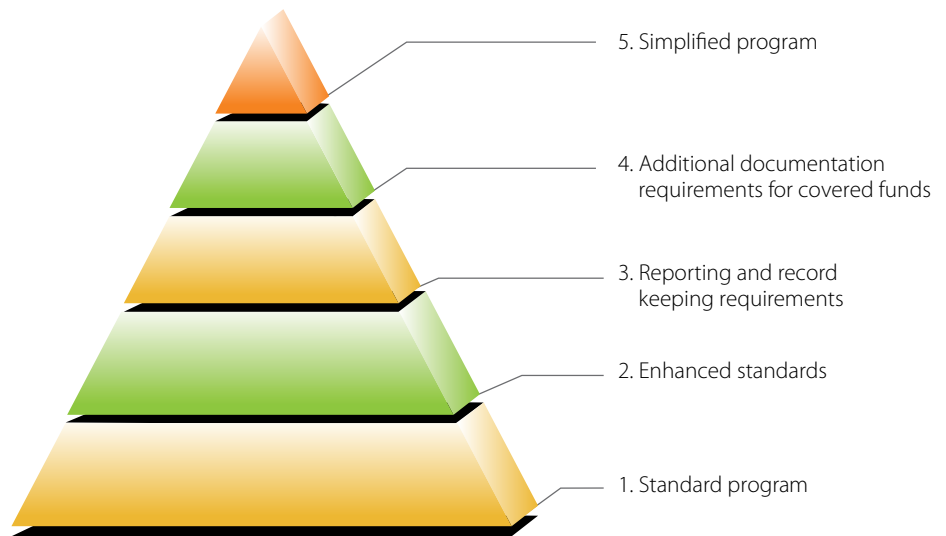 5. Simplified program
4. Additional documentation
requirements for covered funds
3. Reporting and record
keeping requirements
2. Enhanced standards
1. Standard program